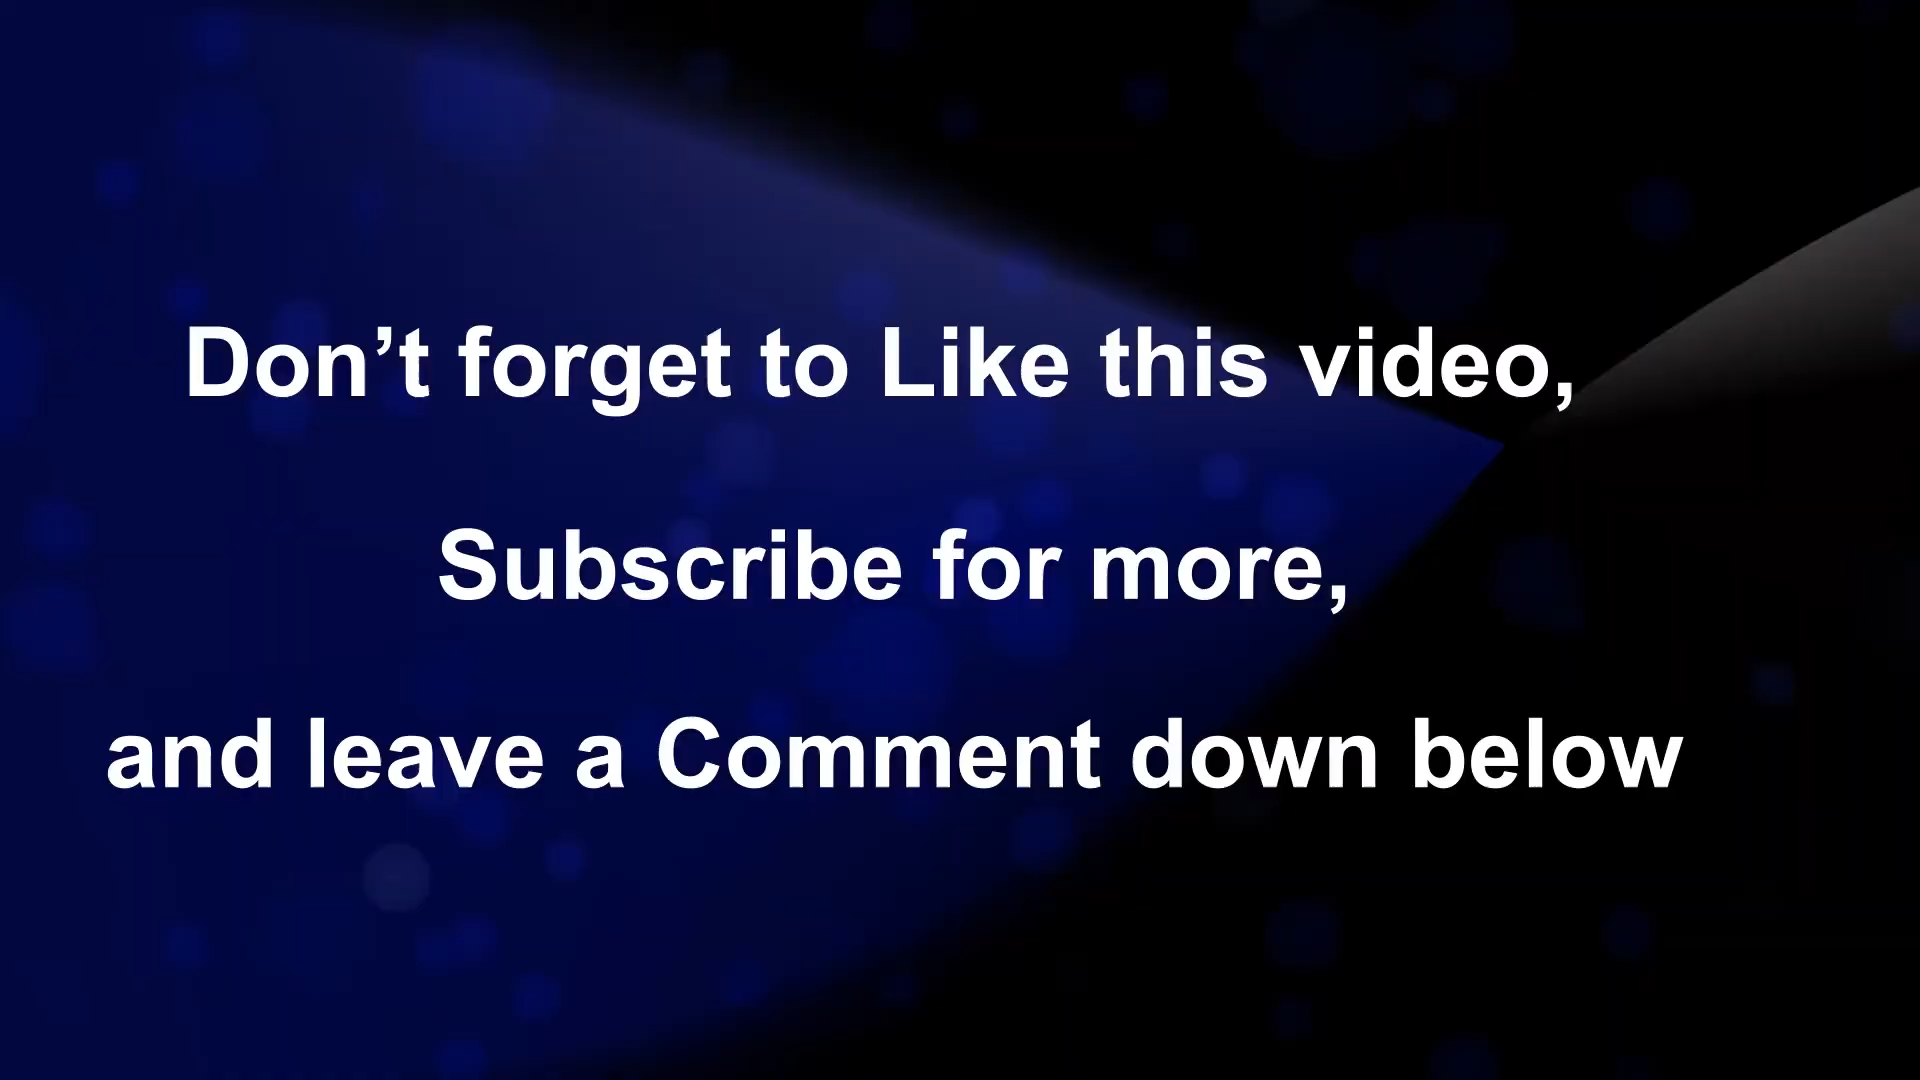 Don’t forget to Like this video,
Subscribe for more,
and leave a Comment down below